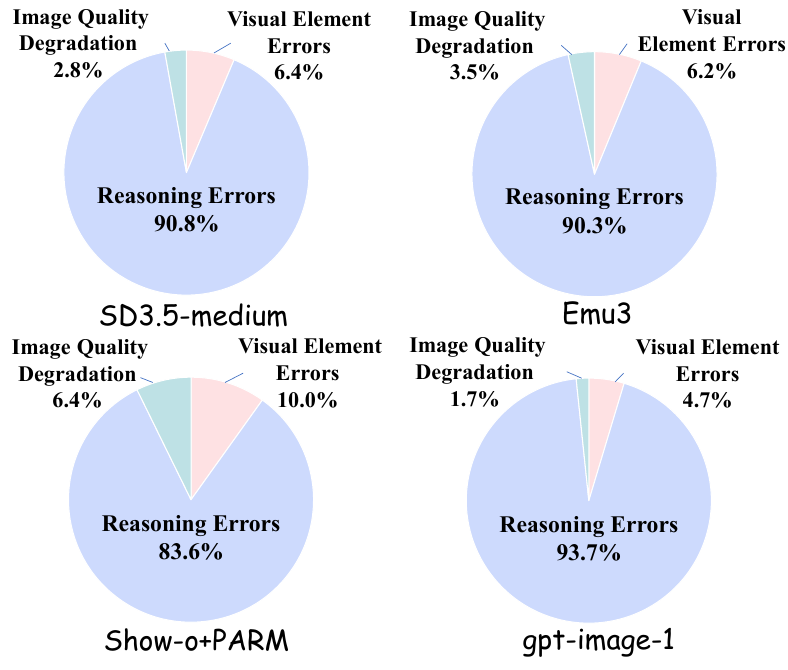 Image Quality
Degradation
2.8%
Visual Element
Errors
6.4%
Reasoning Errors
90.8%
SD3.5-medium
Image Quality
Degradation
3.5%
Visual
Element Errors
6.2%
Reasoning Errors
90.3%
Emu3
Image Quality
Degradation
6.4%
Visual Element
Errors
10.0%
Reasoning Errors
83.6%
Show-o+PARM
Image Quality
Degradation
1.7%
Visual Element
Errors
4.7%
Reasoning Errors
93.7%
gpt-image-1